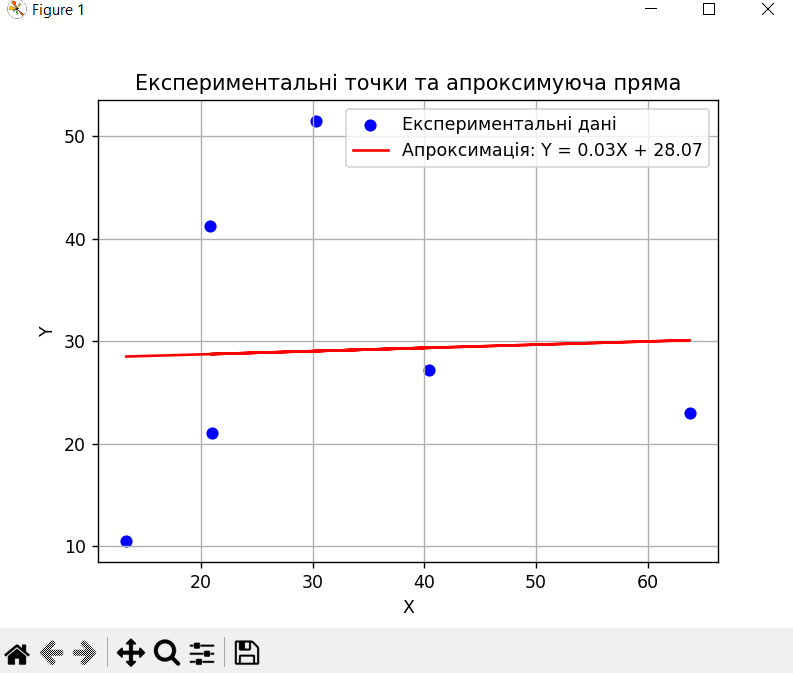 Figure 1
Експериментальні точки та апроксимуюча пряма
Експериментальні дані
Апроксимація: Y = 0.03X + 28.07
50
40
30
20
10
Y
20 30 40 50 60
X